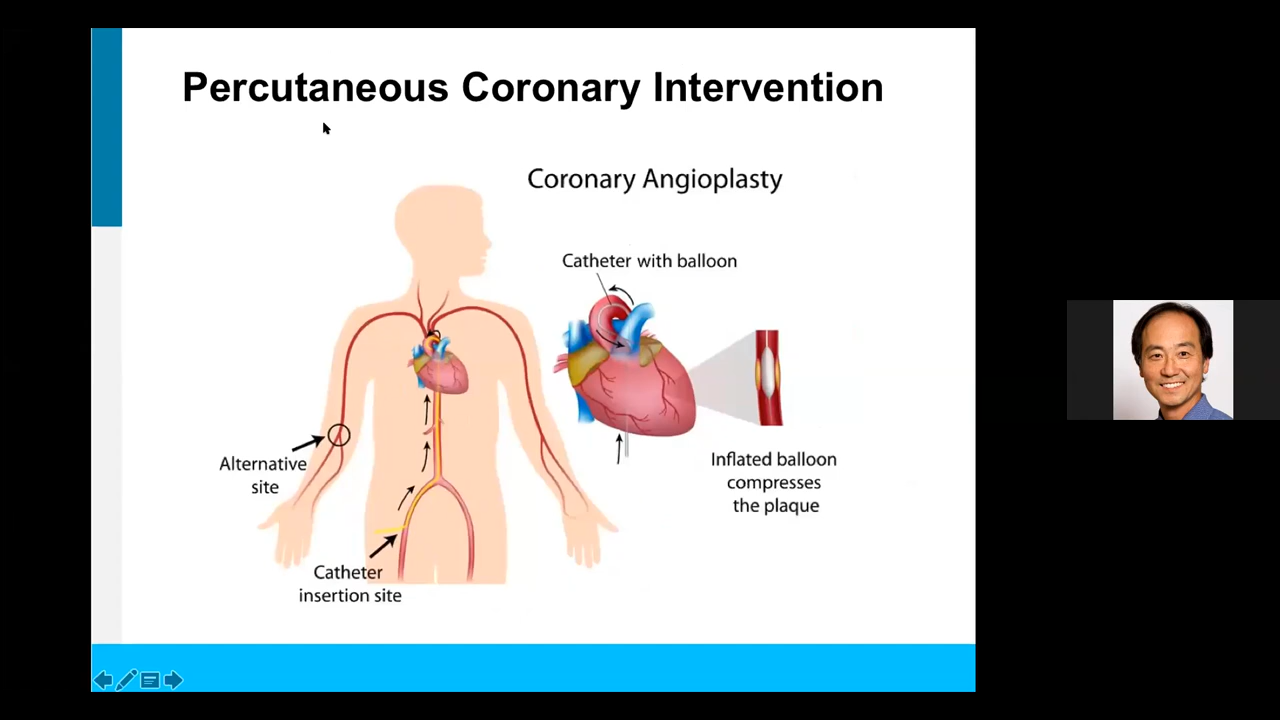 Percutaneous Coronary Intervention
Coronary Angioplasty
Catheter with balloon
Alternative
site
Inflated balloon
compresses
the plaque
Catheter
insertion site